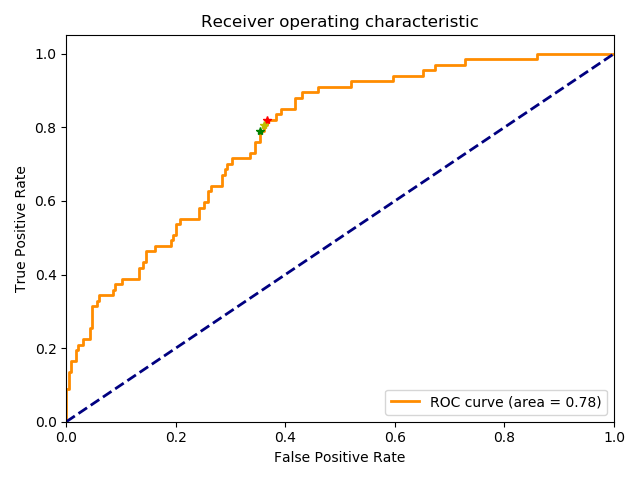 Receiver operating characteristic
1.0
0.8
0.6
0.4
0.2
0.0
True Positive Rate
ROC curve (area = 0.78)
0.0 0.2 0.4 0.6 0.8 1.0
False Positive Rate